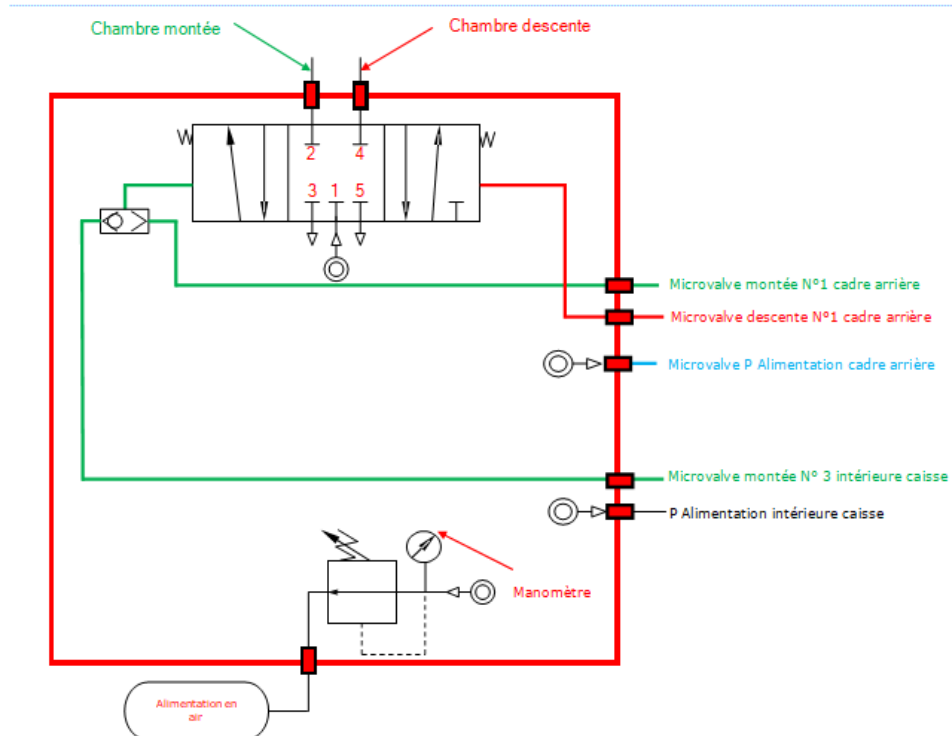 Chambre montée
Chambre descente
2 4
3 1 5
Microvalve montée N°1 cadre arrière
Microvalve descente N°1 cadre arrière
Microvalve P Alimentation cadre arrière
Microvalve montée N° 3 intérieure caisse
P Alimentation intérieure caisse
Manomètre
Alimentation en
air